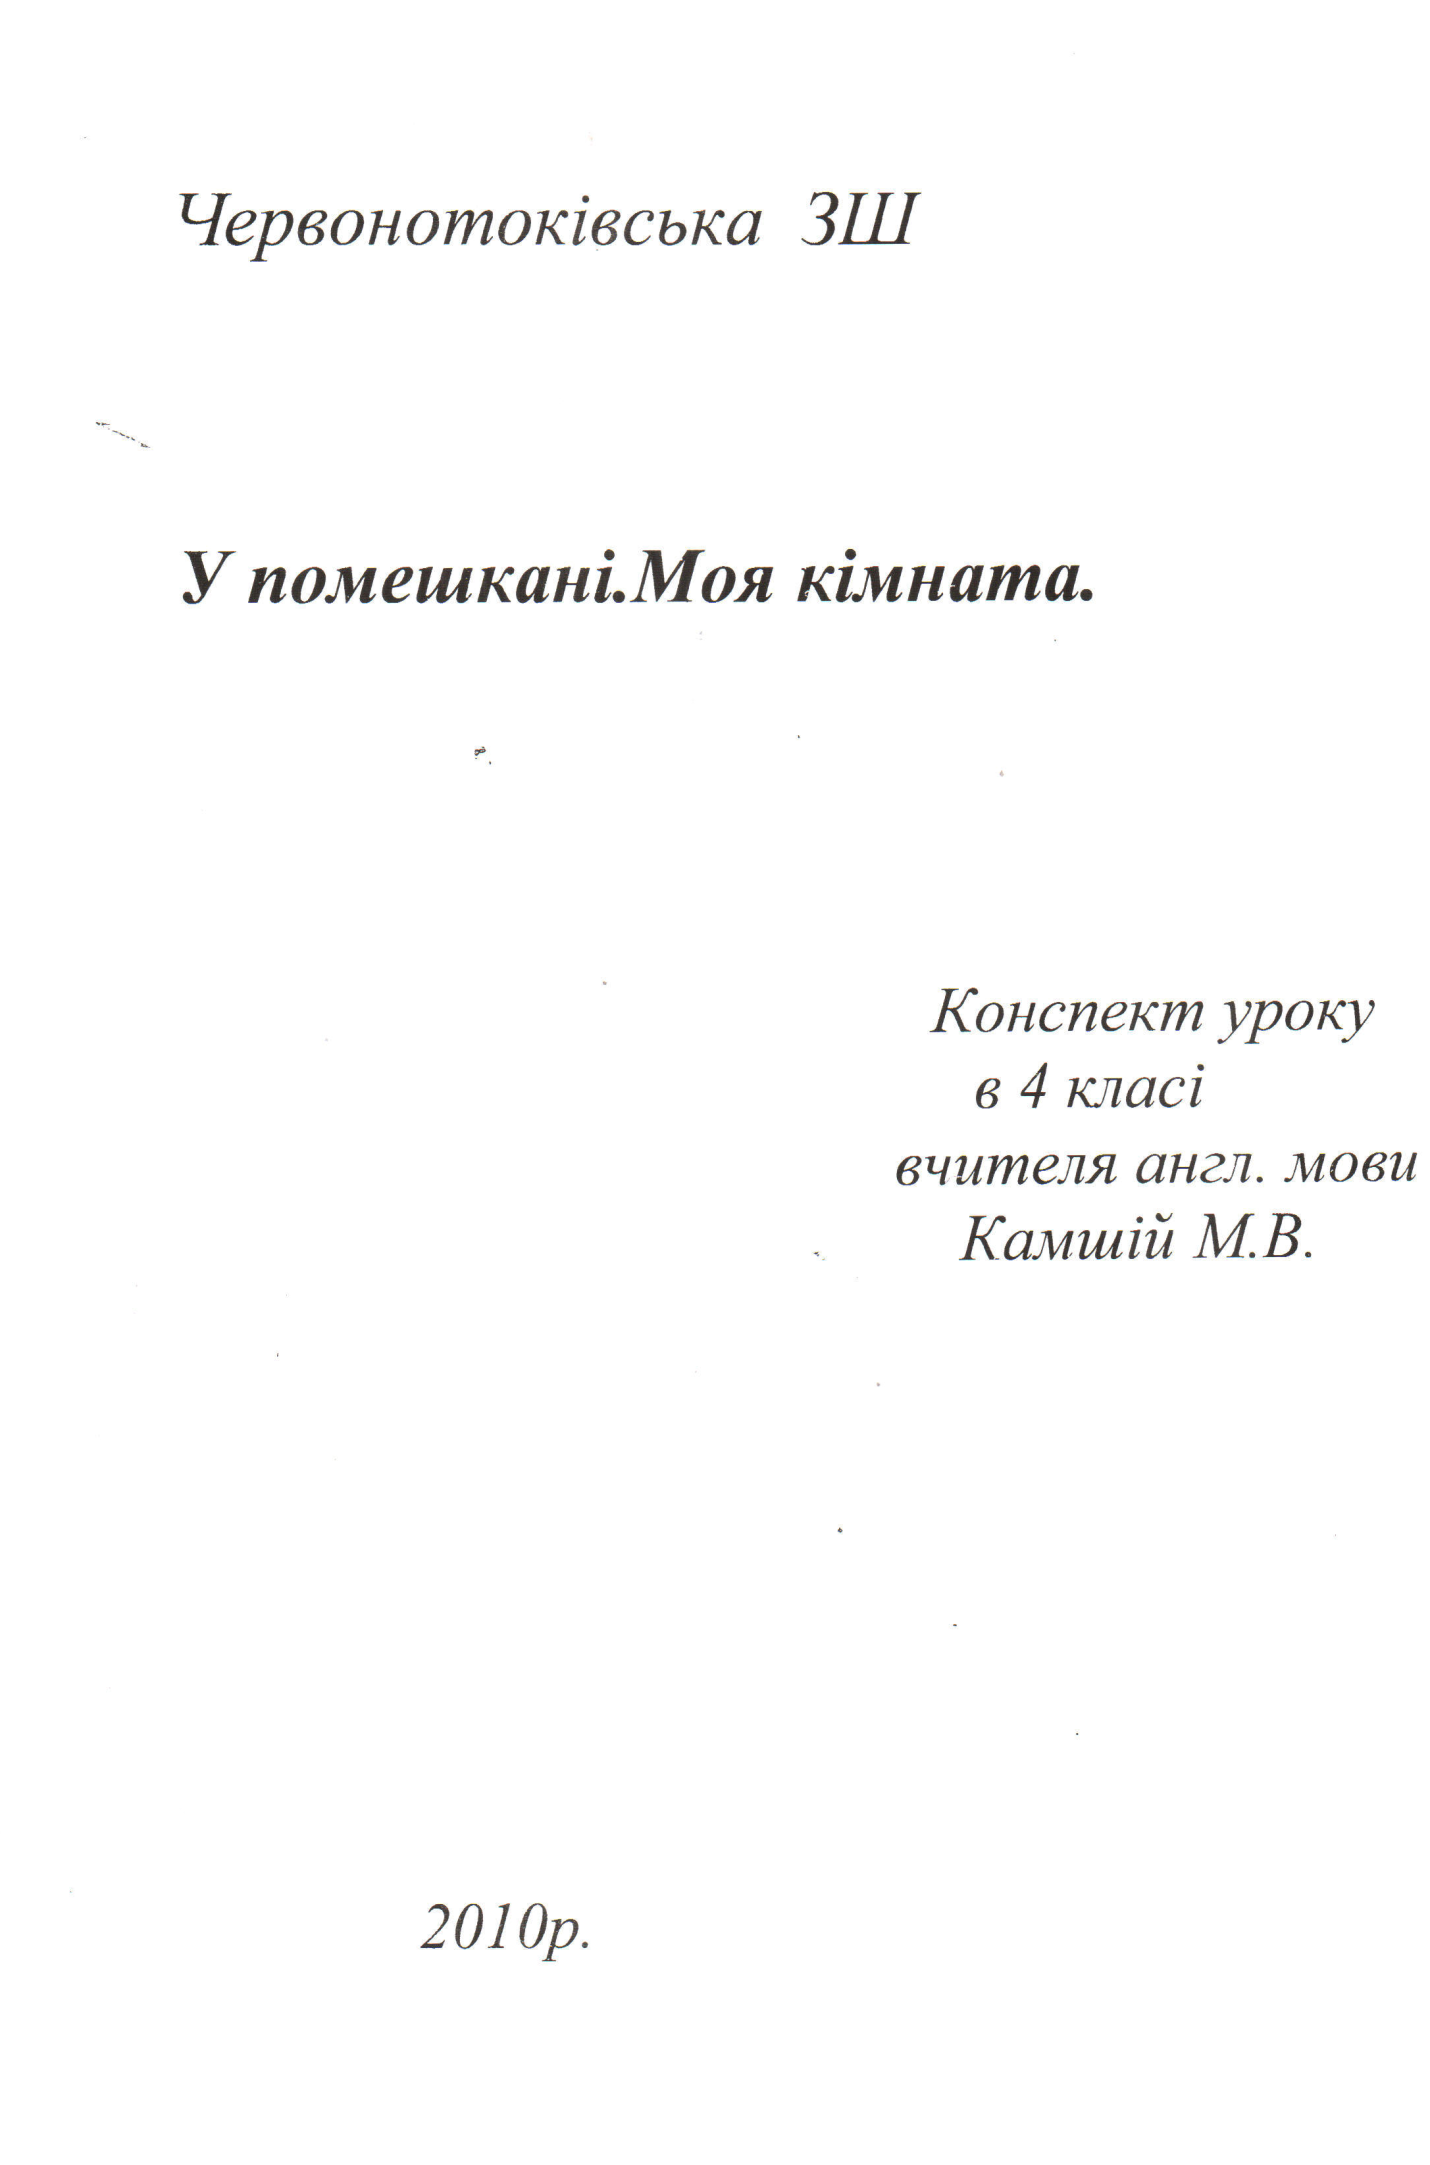 Червонотоківська ЗШ
У помешкані.Моя кімната.
Конспект уроку
в 4 класі
вчителя англ. мови
Камшій М.В.
2010р.